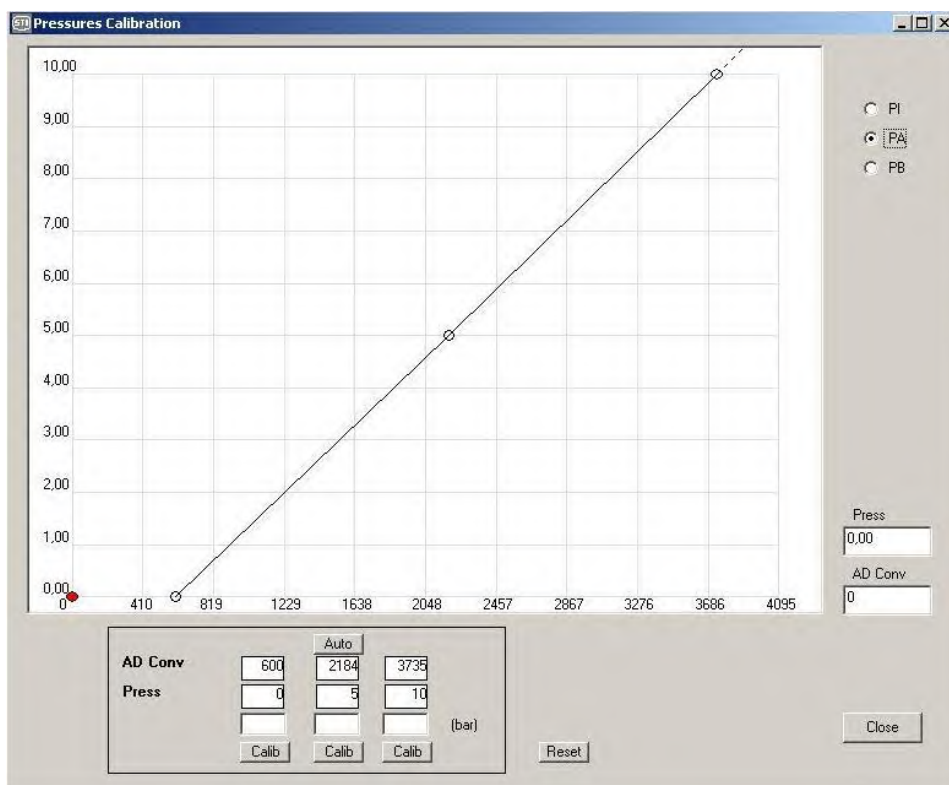 STI Pressures Calibration
10,00
9,00
8,00
7,00
6,00
5,00
4,00
3,00
2,00
1,00
0,00
0 410 819 1229 1638 2048 2457 2867 3276 3686 4095
PI
PA
PB
Press
0,00
AD Conv
0
Auto
AD Conv 600 2184 3735
Press 0 5 10
(bar)
Calib Calib Calib
Reset
Close